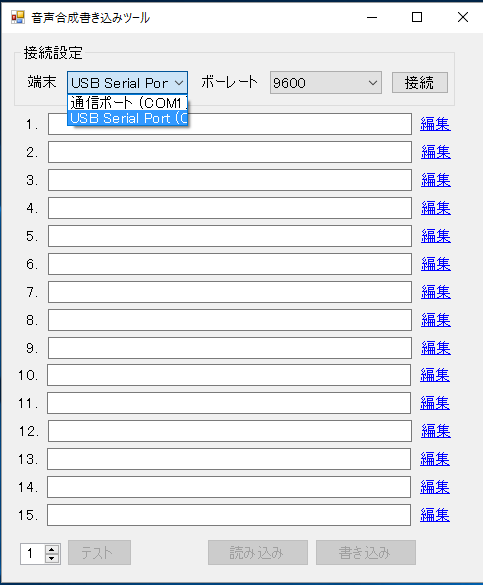 音声合成書き込みツール
接続設定
端末 USB Serial Por ボーレート 9600 接続
通信ポート (COM1
USB Serial Port (C
1. 編集
2. 編集
3. 編集
4. 編集
5. 編集
6. 編集
7. 編集
8. 編集
9. 編集
10. 編集
11. 編集
12. 編集
13. 編集
14. 編集
15. 編集
1 テスト 読み込み 書き込み